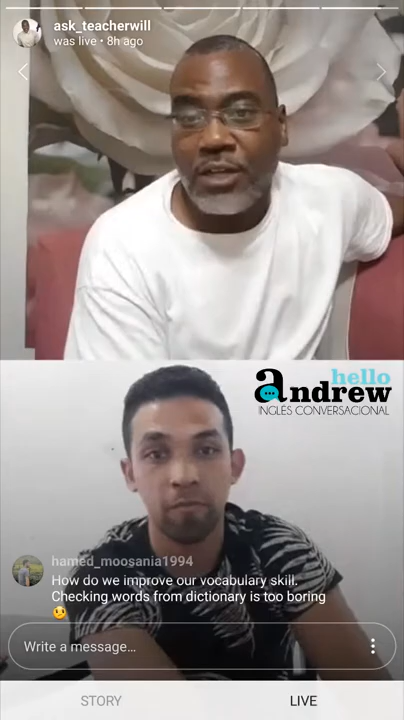 ask_teacherwill
was live • 8h ago
hello
andrew
INGLÉS CONVERSACIONAL
hamed_moosania1994
How do we improve our vocabulary skill.
Checking words from dictionary is too boring
🤨
Write a message...
STORY
LIVE